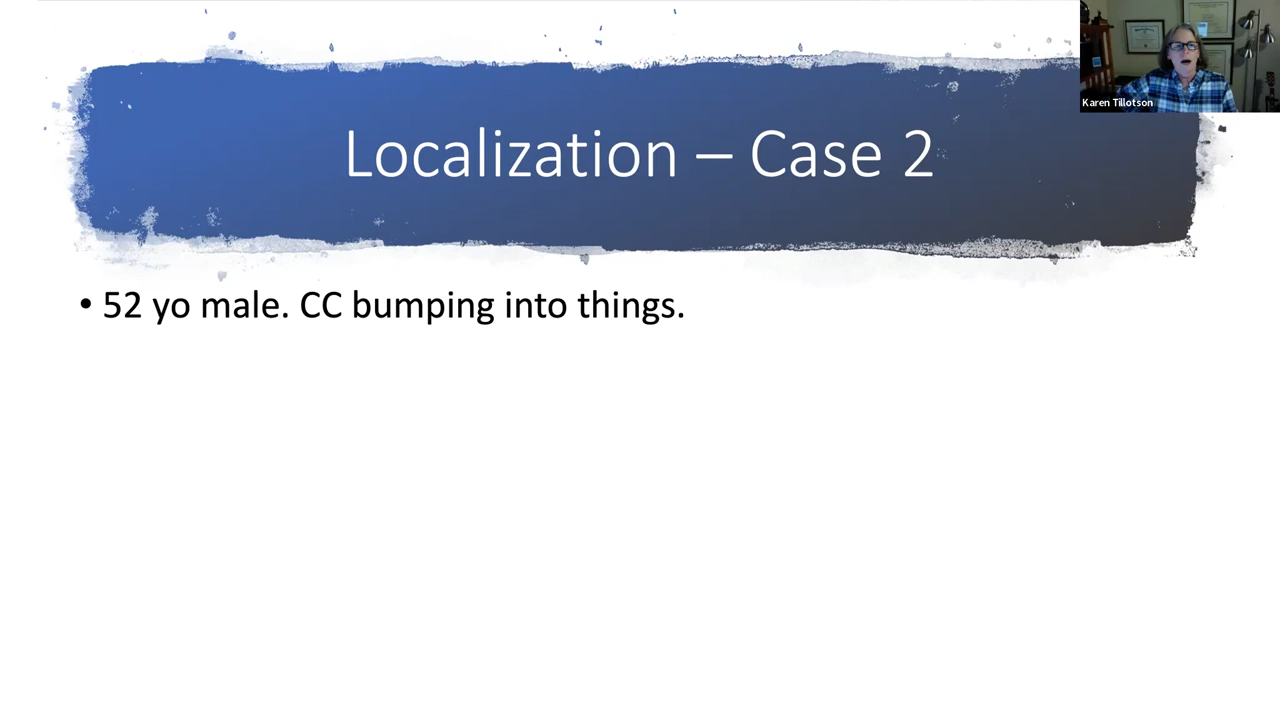 Karen Tillotson
Localization – Case 2
• 52 yo male. CC bumping into things.